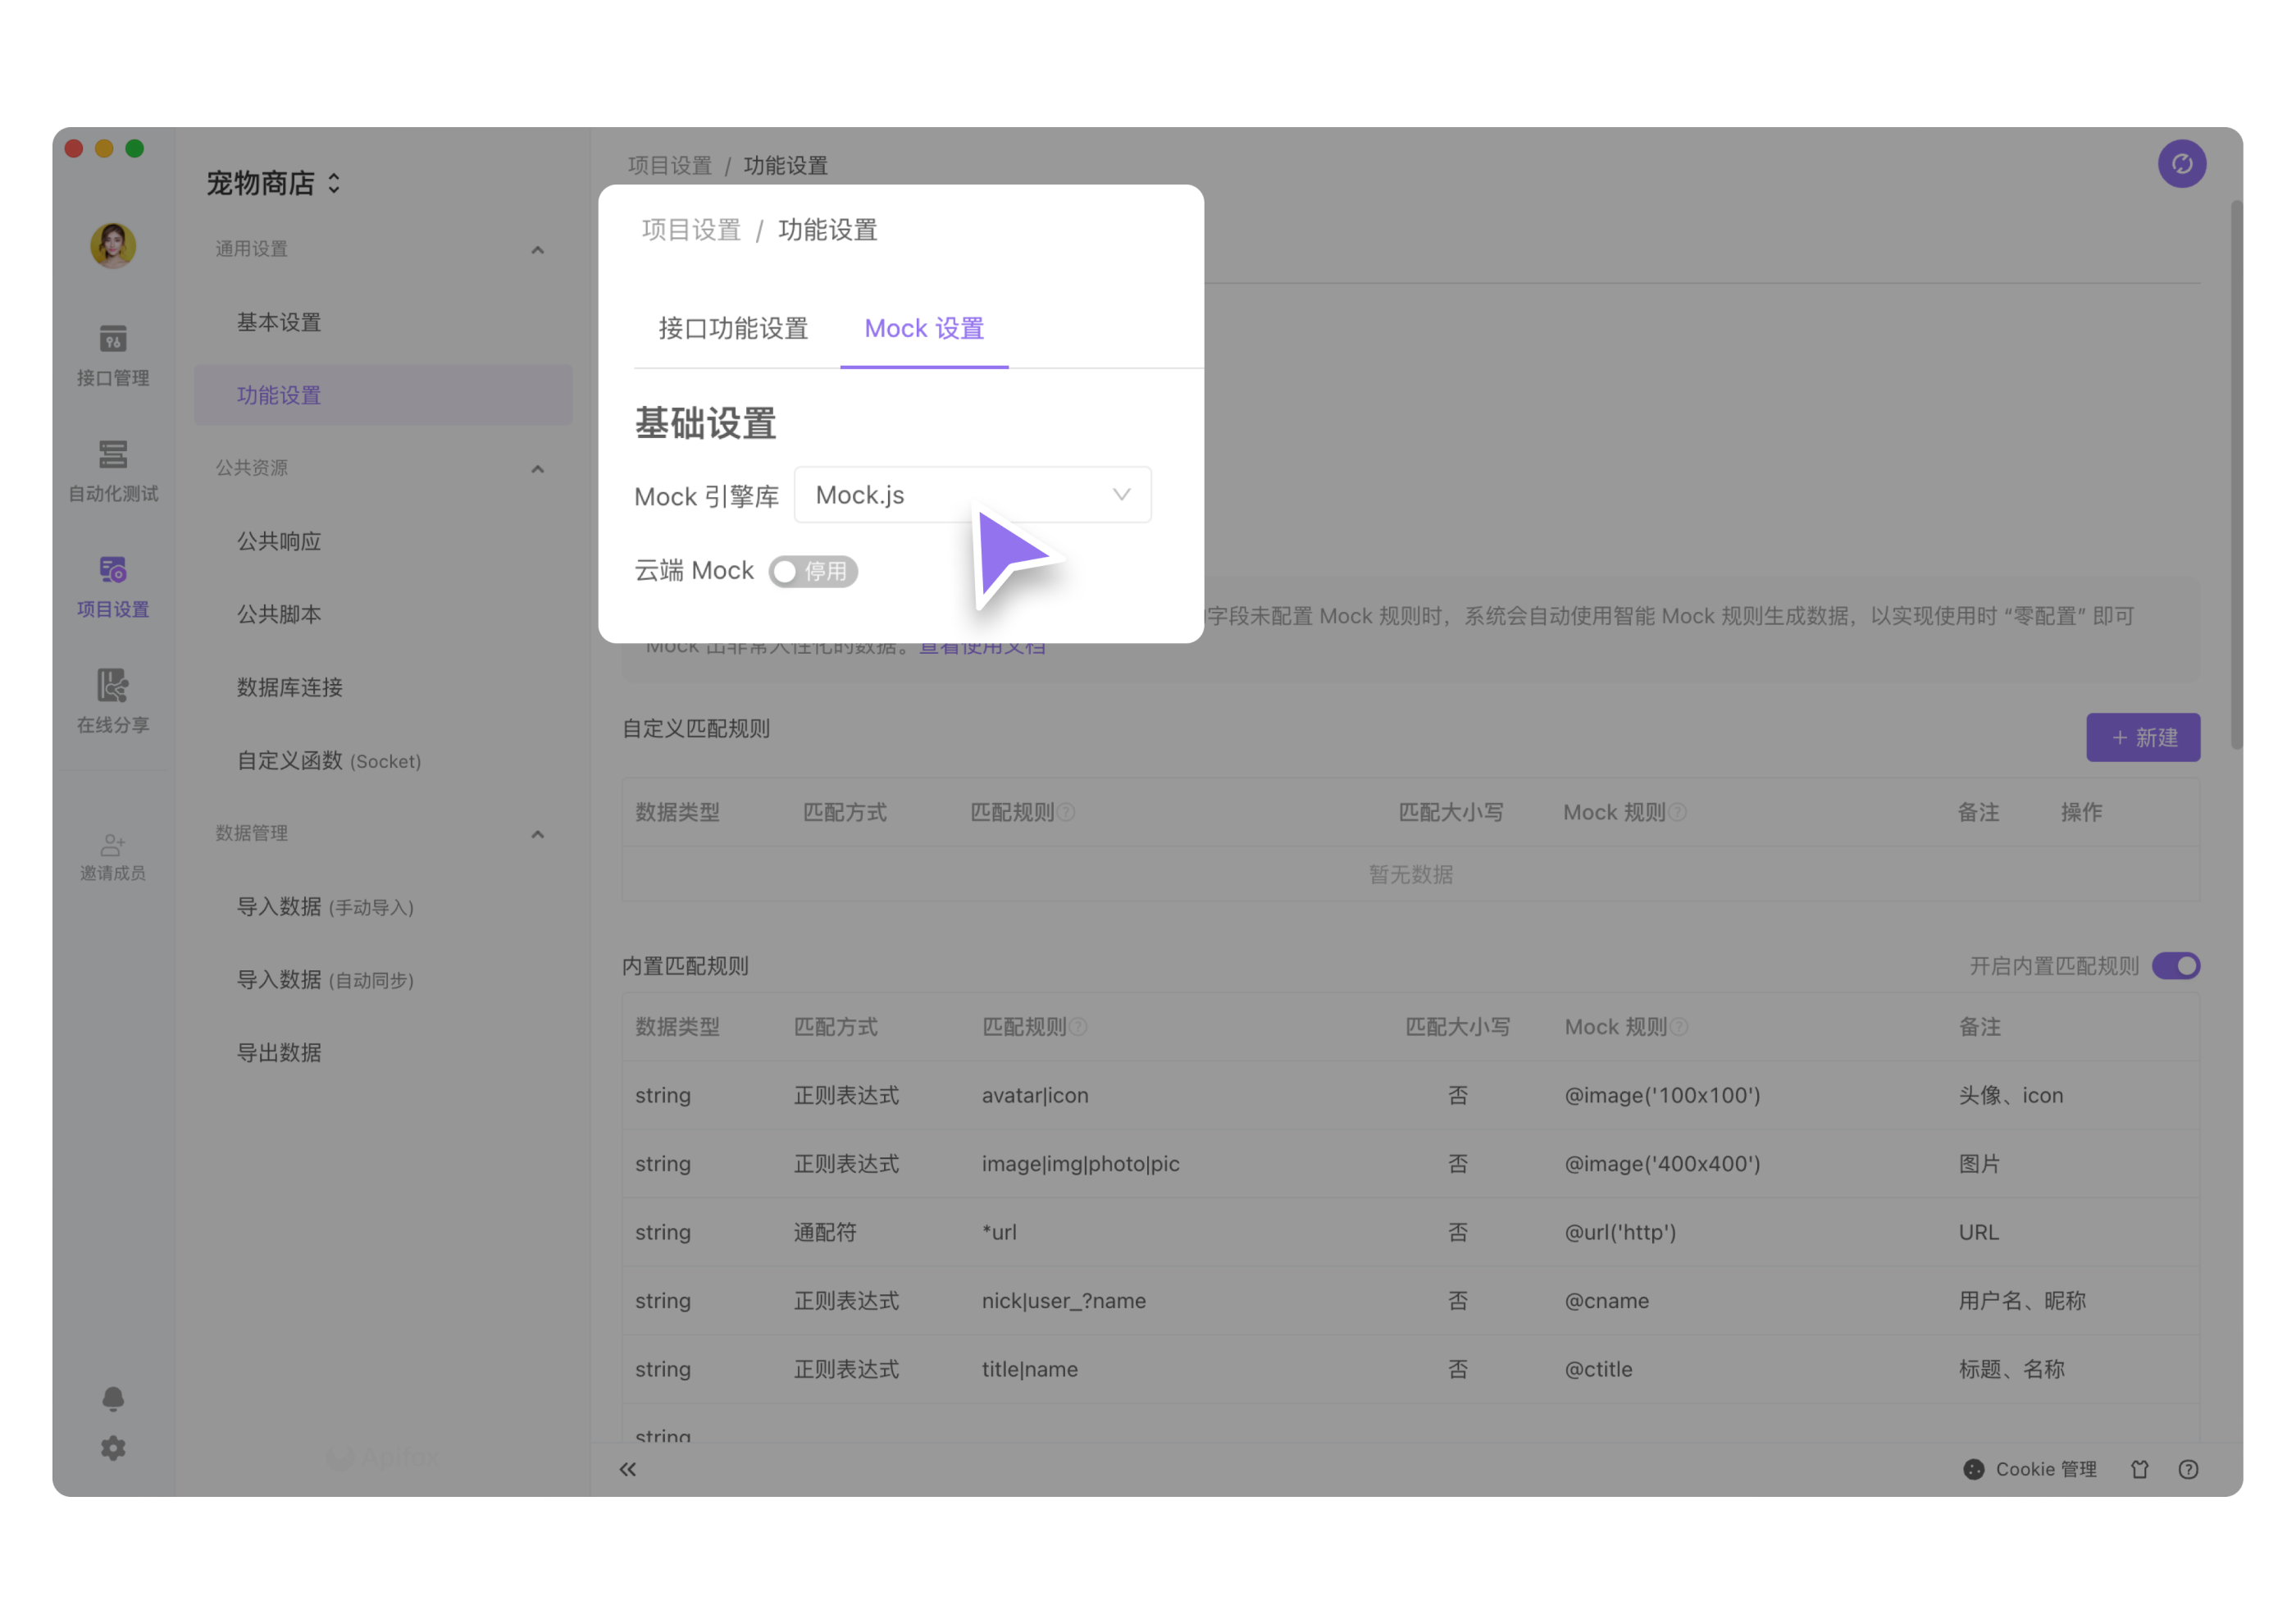 宠物商店
通用设置
基本设置
功能设置
公共资源
公共响应
公共脚本
数据库连接
自定义函数 (Socket)
数据管理
导入数据 (手动导入)
导入数据 (自动同步)
导出数据
Apifox
接口管理
自动化测试
项目设置
在线分享
邀请成员
项目设置 / 功能设置
项目设置 / 功能设置
接口功能设置 Mock 设置
基础设置
Mock 引擎库 Mock.js
云端 Mock 停用
字段未配置 Mock 规则时，系统会自动使用智能 Mock 规则生成数据，以实现使用时 “零配置” 即可
Mock 出非常人性化的数据。查看使用文档
自定义匹配规则 + 新建
数据类型 匹配方式 匹配规则? 匹配大小写 Mock 规则? 备注 操作
暂无数据
内置匹配规则 开启内置匹配规则
数据类型 匹配方式 匹配规则? 匹配大小写 Mock 规则? 备注
string 正则表达式 avatar|icon 否 @image('100x100') 头像、icon
string 正则表达式 image|img|photo|pic 否 @image('400x400') 图片
string 通配符 *url 否 @url('http') URL
string 正则表达式 nick|user_?name 否 @cname 用户名、昵称
string 正则表达式 title|name 否 @ctitle 标题、名称
string
Cookie 管理